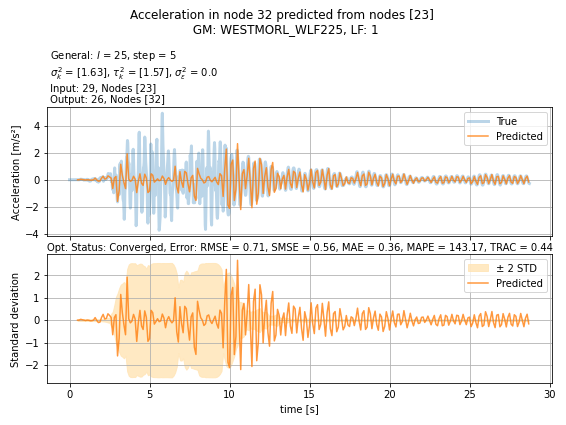 Acceleration in node 32 predicted from nodes [23]
GM: WESTMORL_WLF225, LF: 1
General: l = 25, step = 5
σ²ₖ = [1.63], τ²ₖ = [1.57], σ²ε = 0.0
Input: 29, Nodes [23]
Output: 26, Nodes [32]
Acceleration [m/s²]
4
2
0
−2
−4
True
Predicted
Opt. Status: Converged, Error: RMSE = 0.71, SMSE = 0.56, MAE = 0.36, MAPE = 143.17, TRAC = 0.44
Standard deviation
2
1
0
−1
−2
± 2 STD
Predicted
0 5 10 15 20 25 30
time [s]